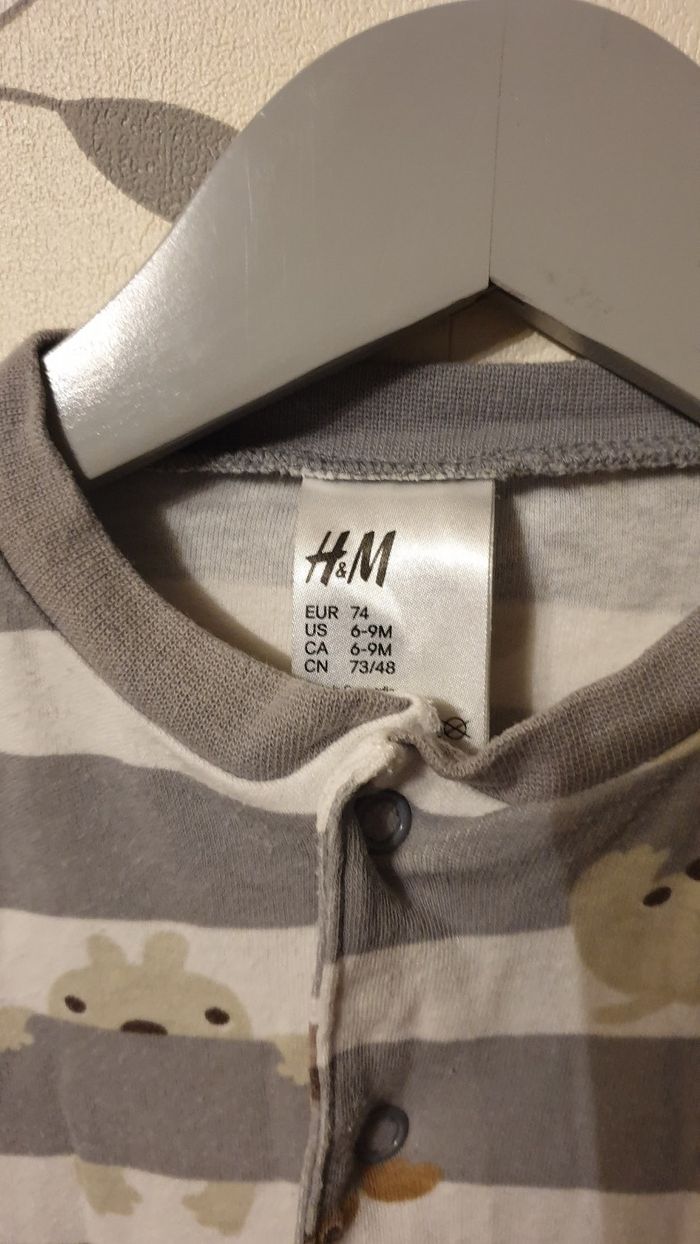 H&M
EUR 74
US 6-9M
CA 6-9M
CN 73/48